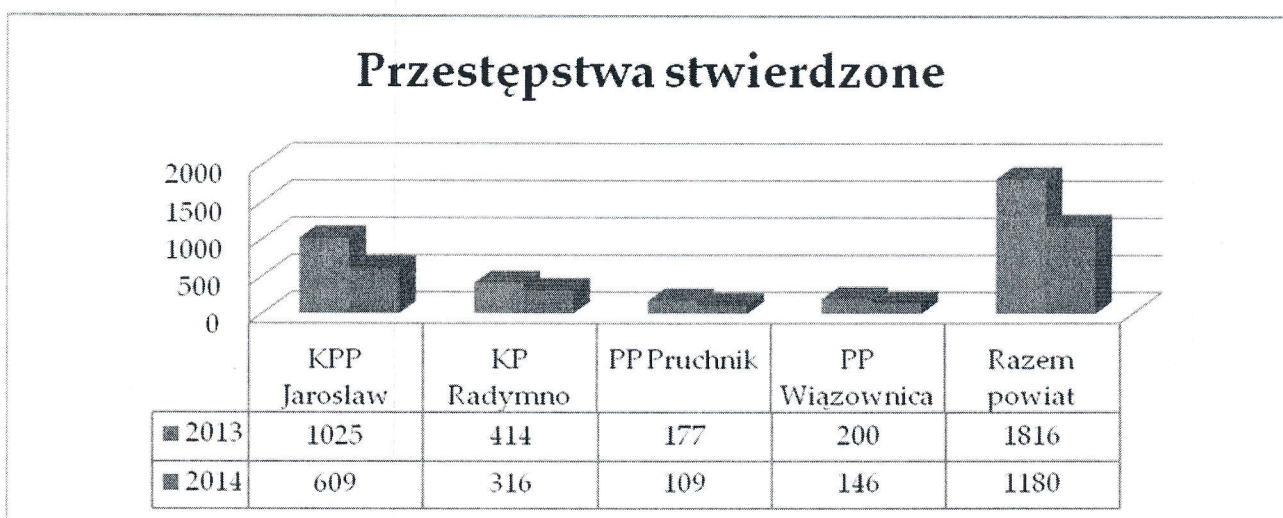 Przestępstwa stwierdzone
2000
1500
1000
500
0
KPP Jarosław KP Radymno PP Pruchnik PP Wiązownica Razem powiat
2013 1025 414 177 200 1816
2014 609 316 109 146 1180